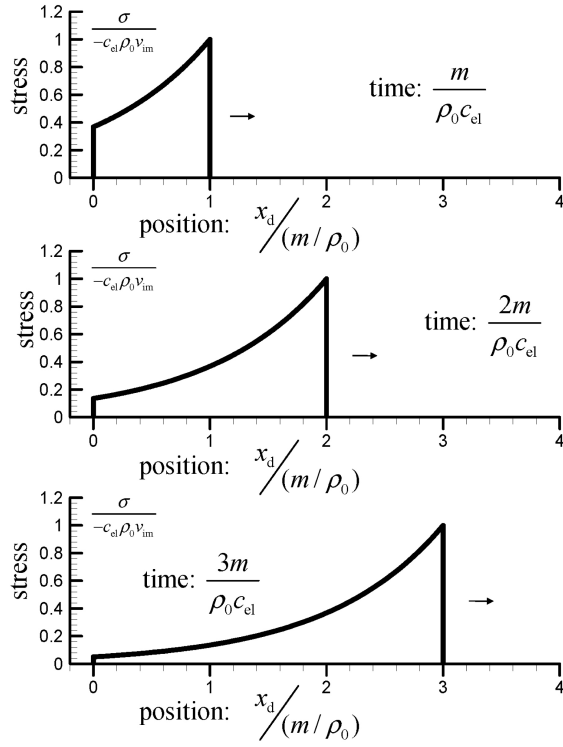 1.2
1
0.8
0.6
0.4
0.2
0
stress
σ / −c_el ρ_0 v_im
time: m / ρ_0 c_el
0 1 2 3 4
position: x_d / (m / ρ_0)
1.2
1
0.8
0.6
0.4
0.2
0
stress
σ / −c_el ρ_0 v_im
time: 2m / ρ_0 c_el
0 1 2 3 4
position: x_d / (m / ρ_0)
1.2
1
0.8
0.6
0.4
0.2
0
stress
σ / −c_el ρ_0 v_im
time: 3m / ρ_0 c_el
0 1 2 3 4
position: x_d / (m / ρ_0)